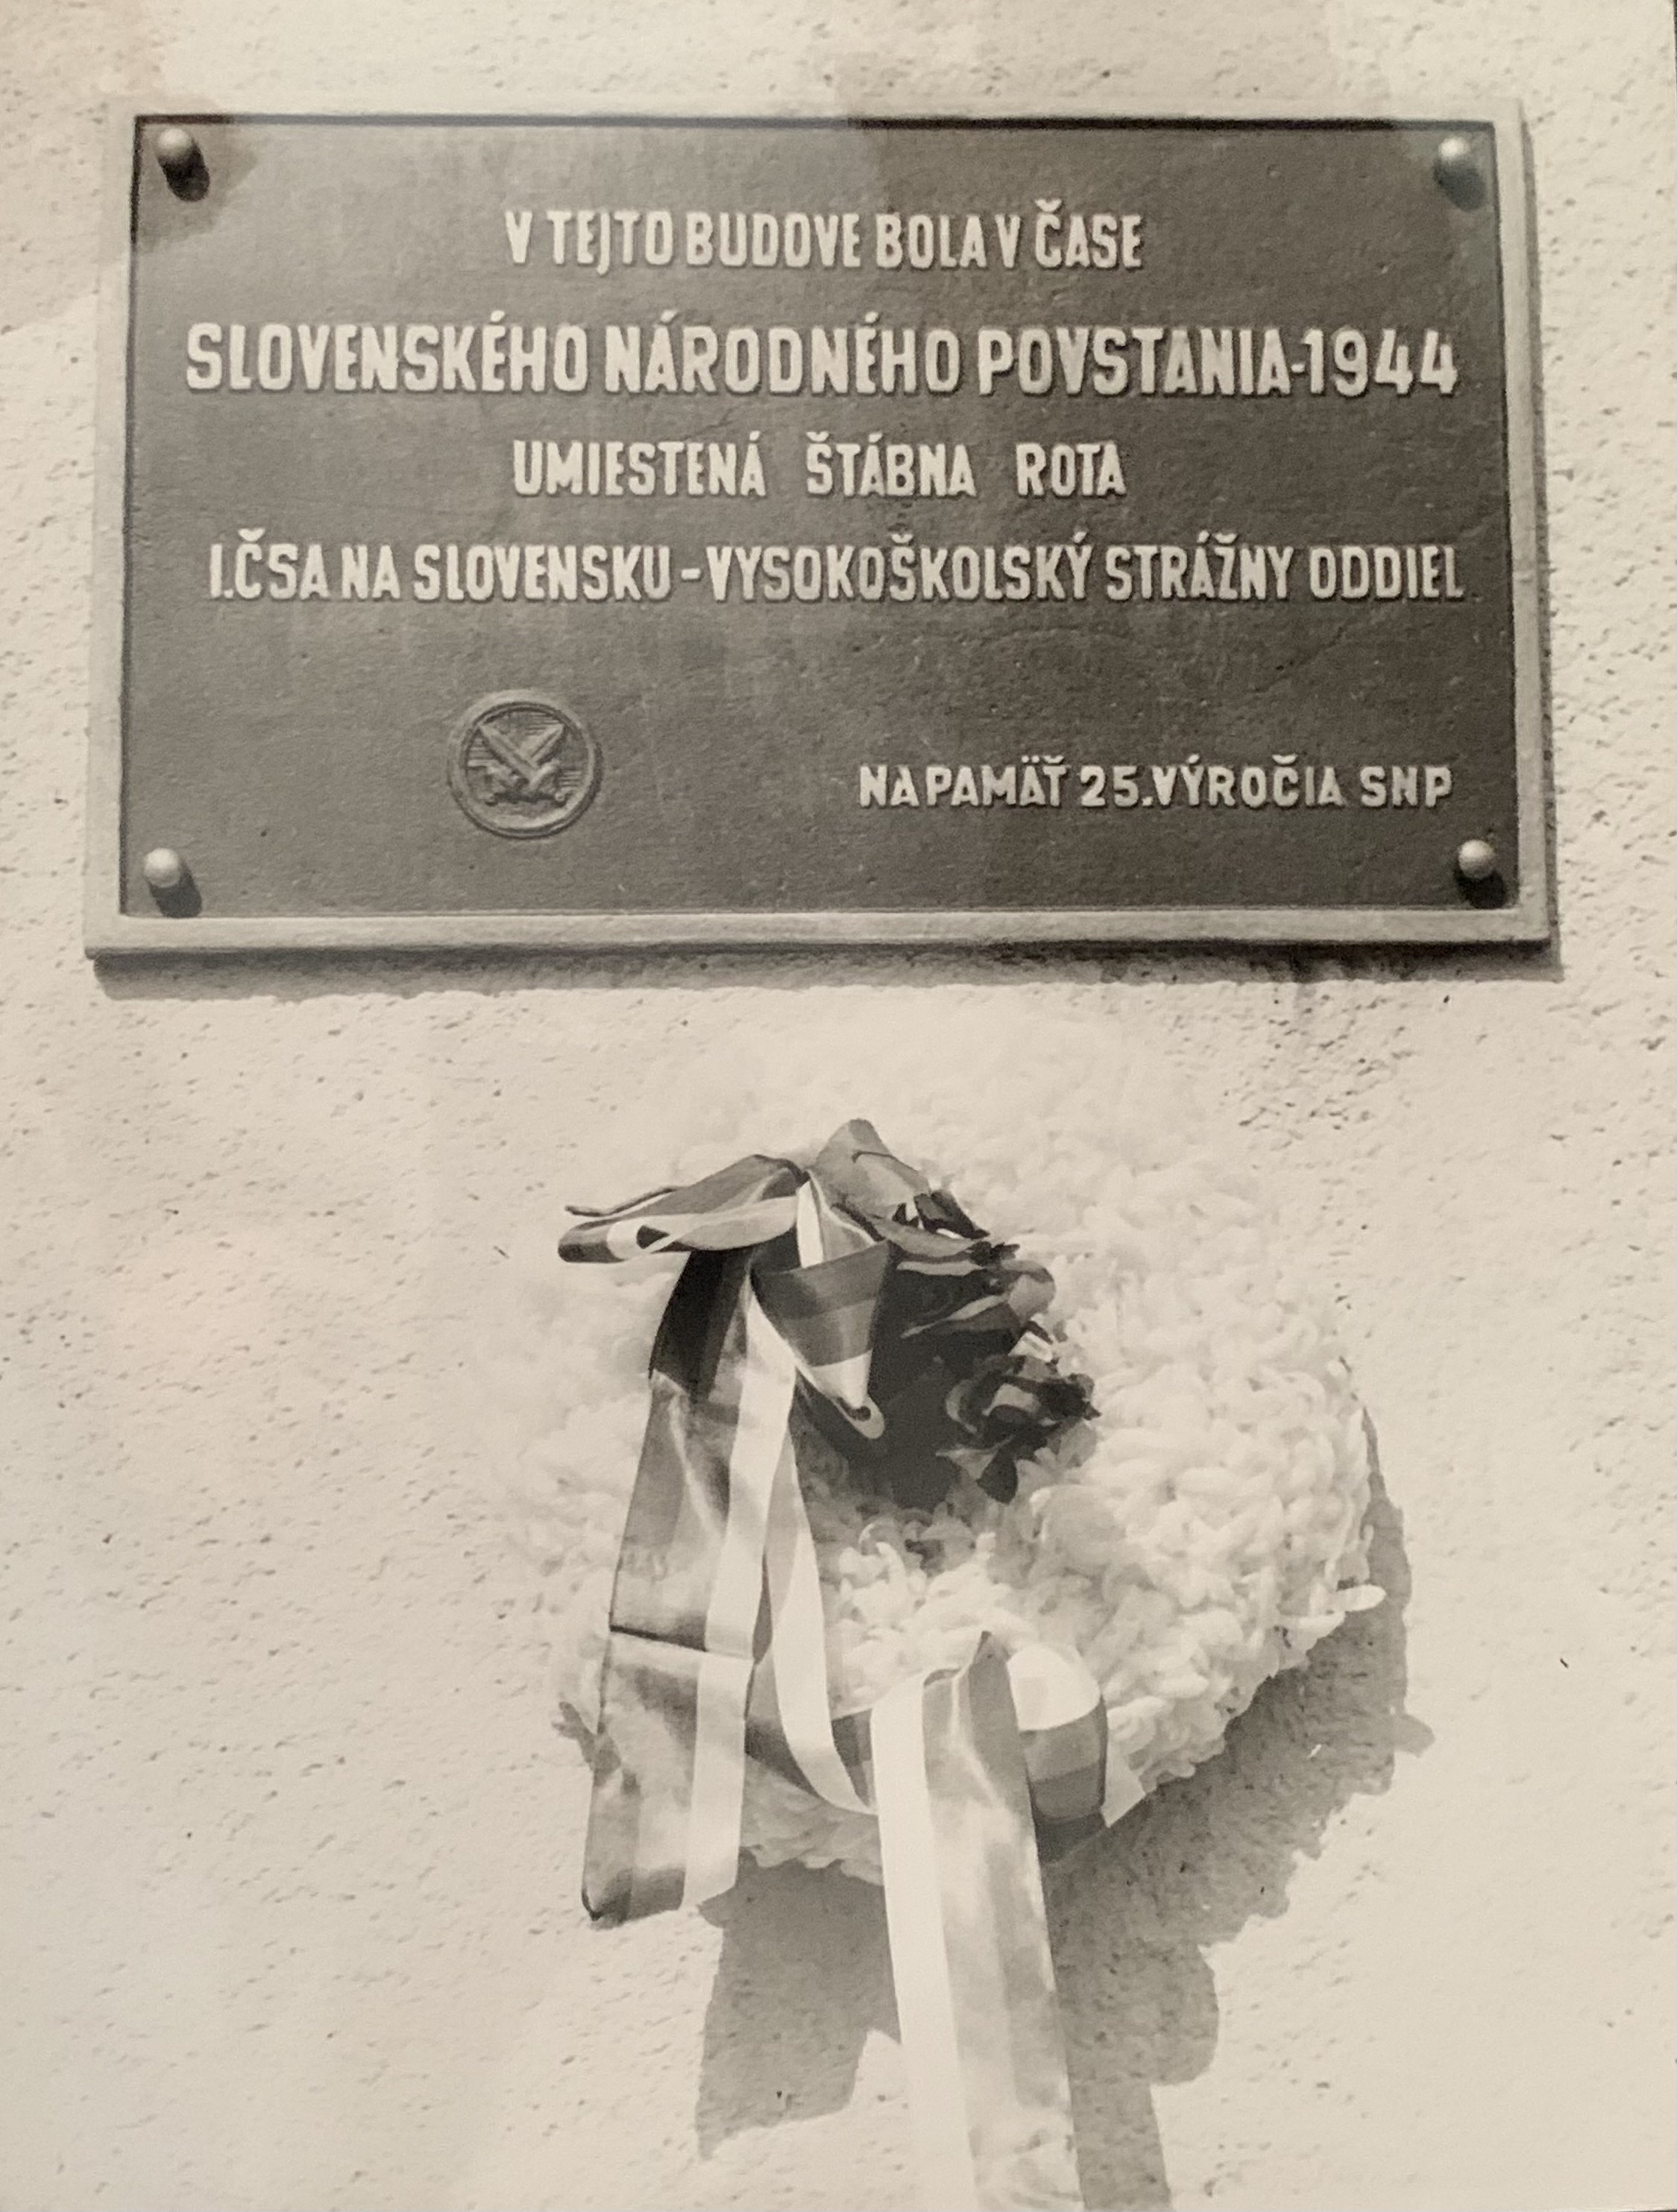 V TEJTO BUDOVE BOLA V ČASE
SLOVENSKÉHO NÁRODNÉHO POVSTANIA-1944
UMIESTENÁ ŠTÁBNA ROTA
I.ČSA NA SLOVENSKU-VYSOKOŠKOLSKÝ STRÁŽNY ODDIEL
NA PAMÄŤ 25.VÝROČIA SNP